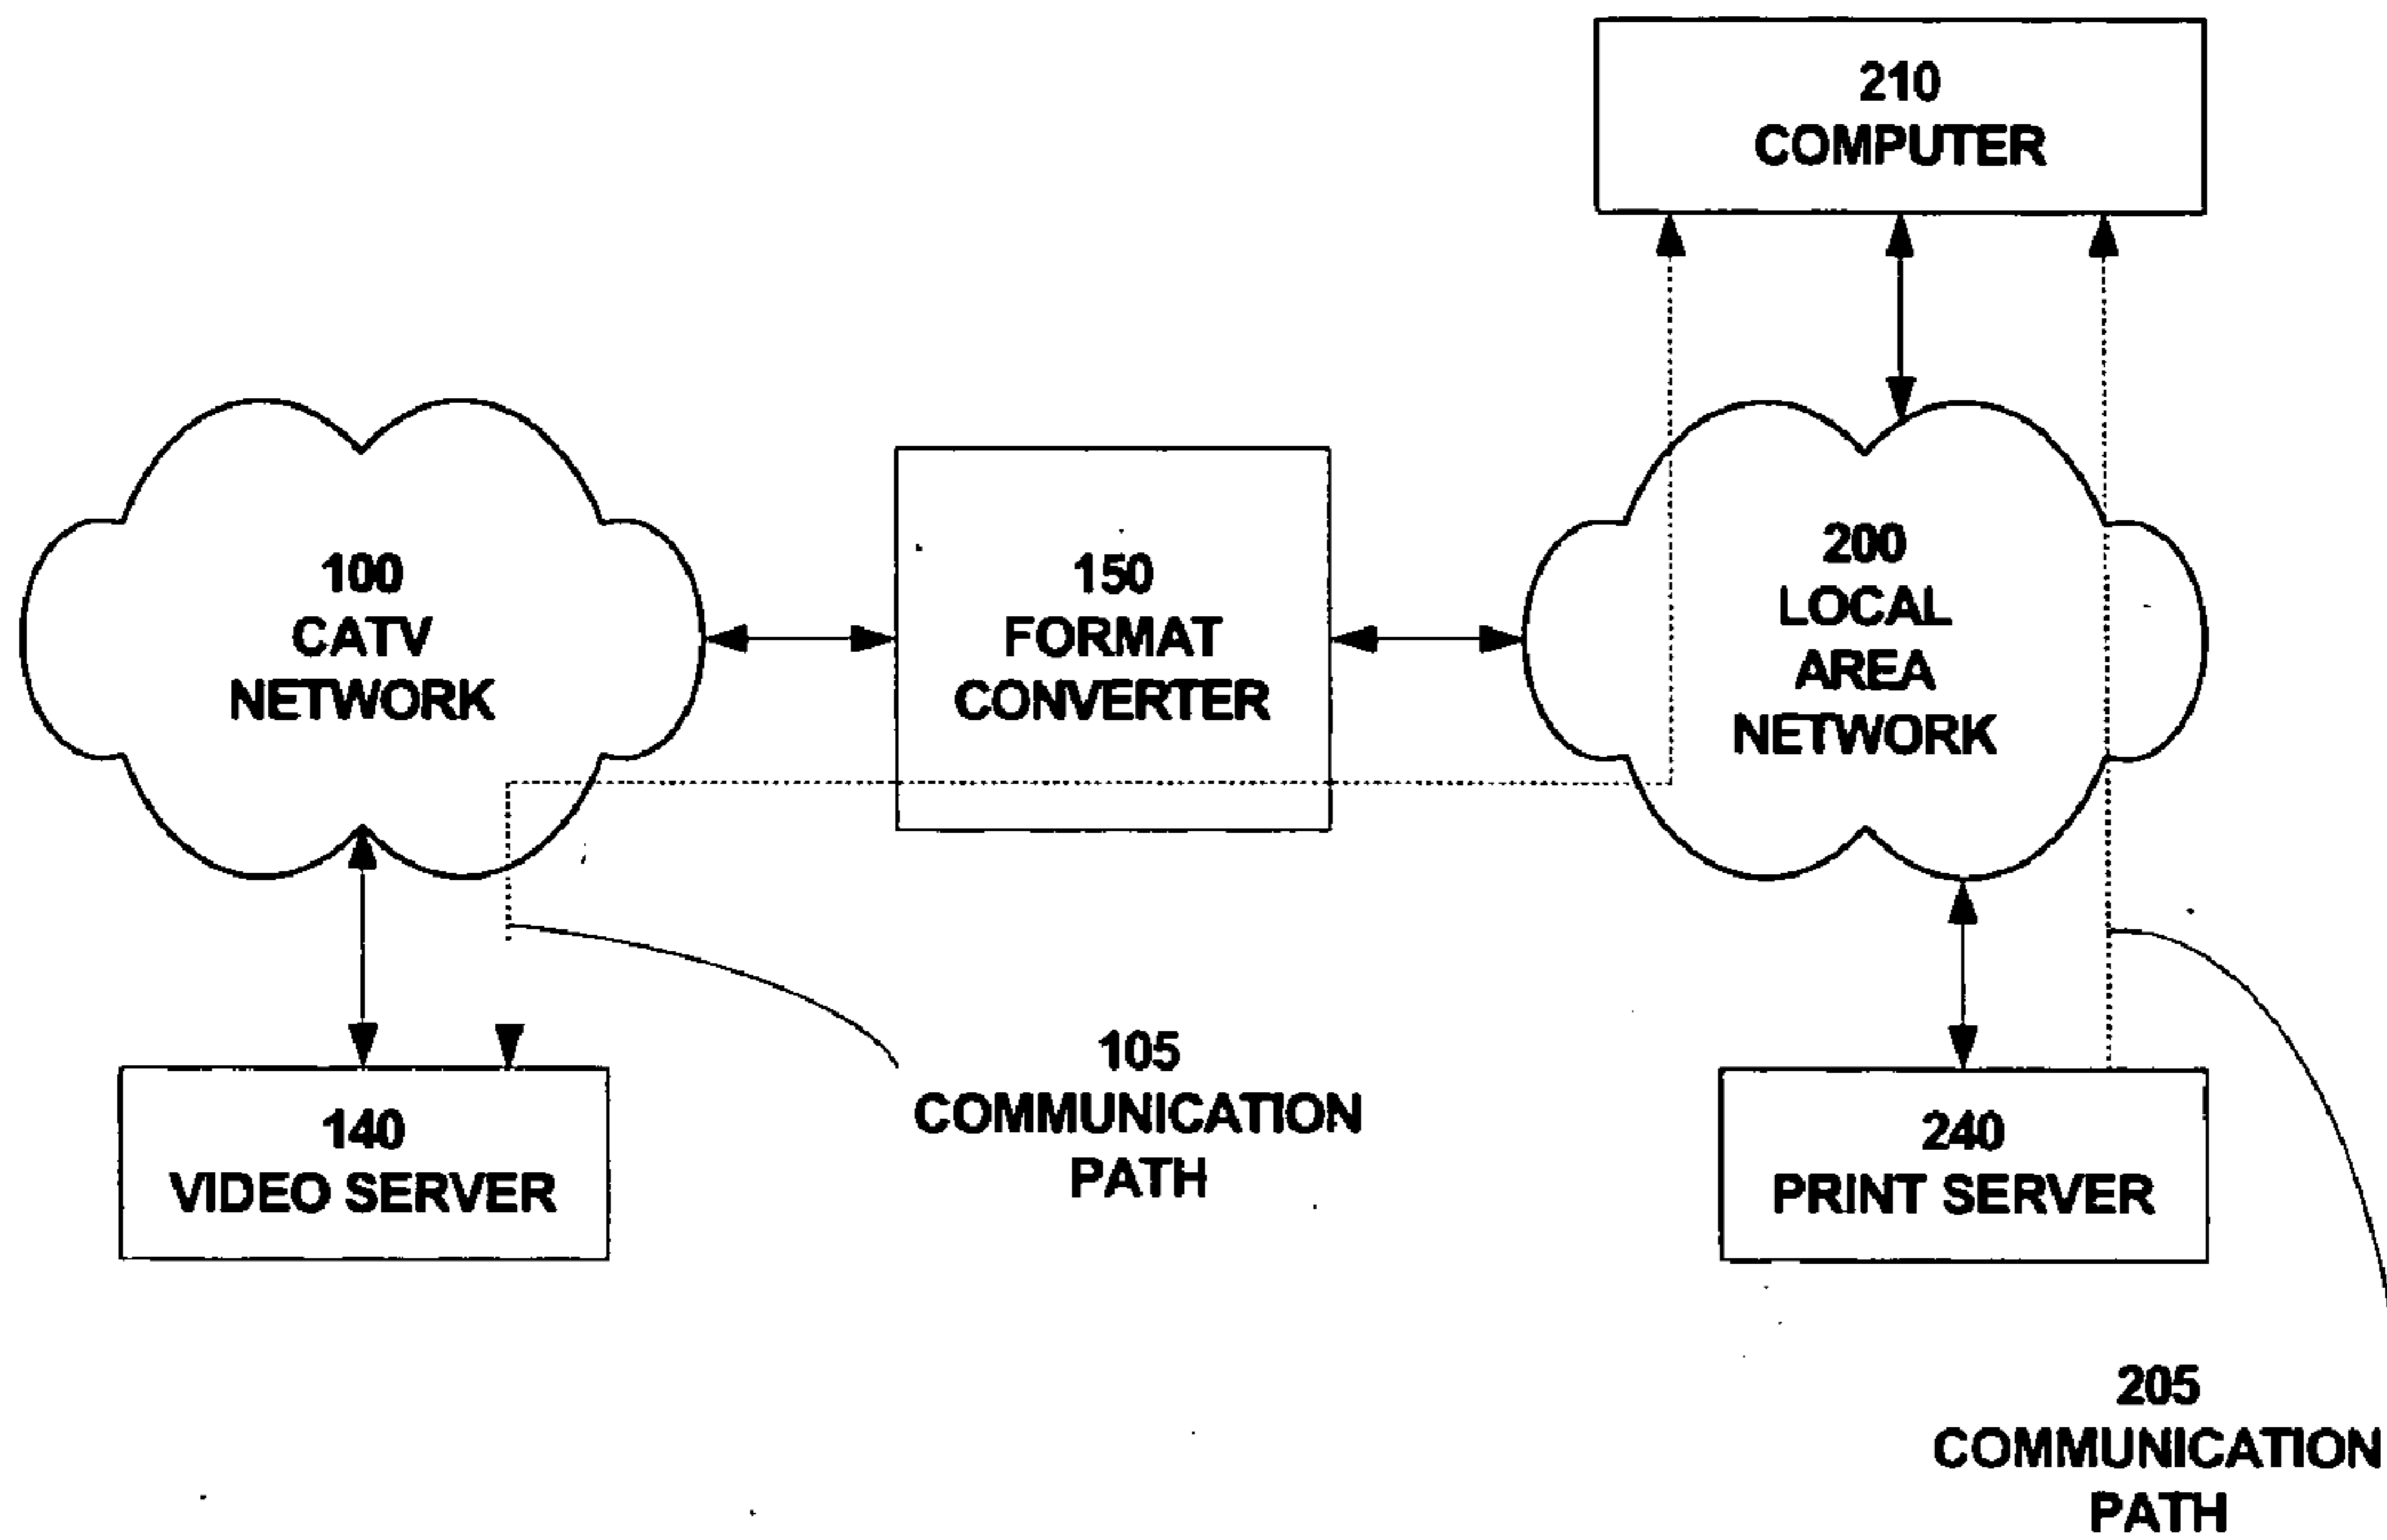 210
COMPUTER
100
CATV
NETWORK
150
FORMAT
CONVERTER
200
LOCAL
AREA
NETWORK
105
COMMUNICATION
PATH
140
VIDEO SERVER
240
PRINT SERVER
205
COMMUNICATION
PATH